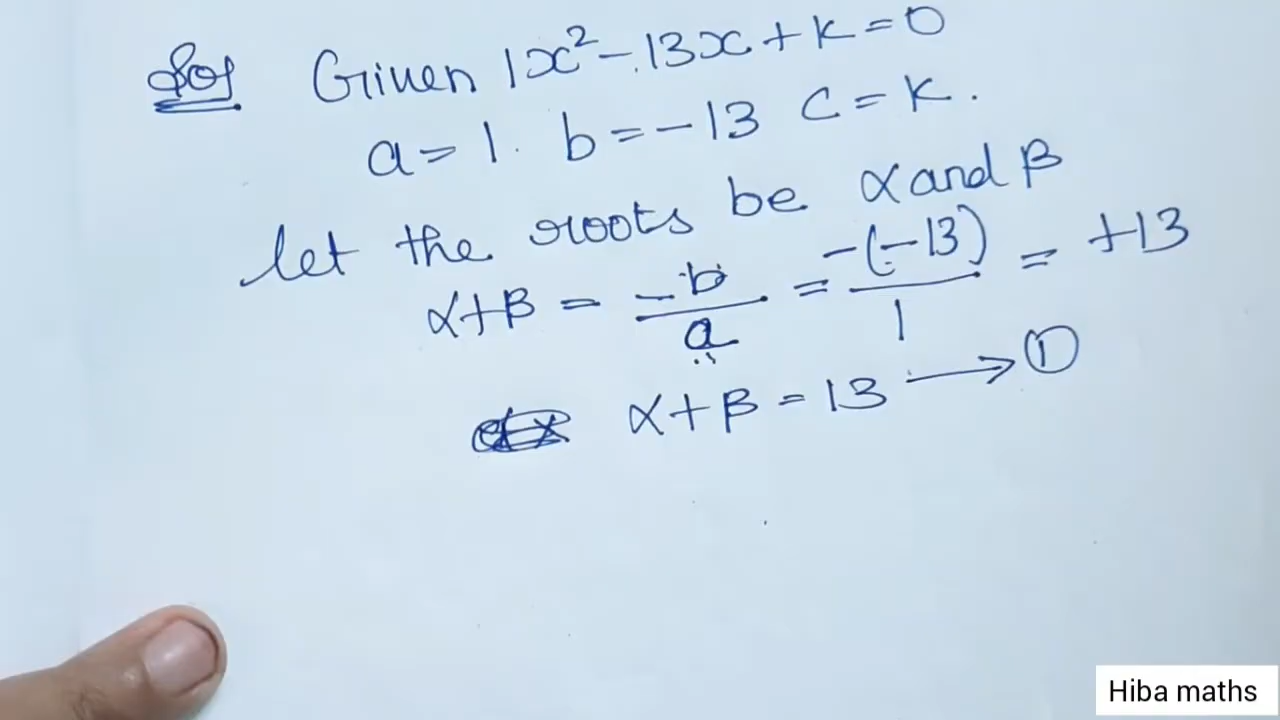 Sol Given 1x² - 13x + k = 0
a = 1. b = -13 c = k.
let the roots be α and β
α+β = -b/a = -(-13)/1 = +13
α+β = 13 → ①
Hiba maths